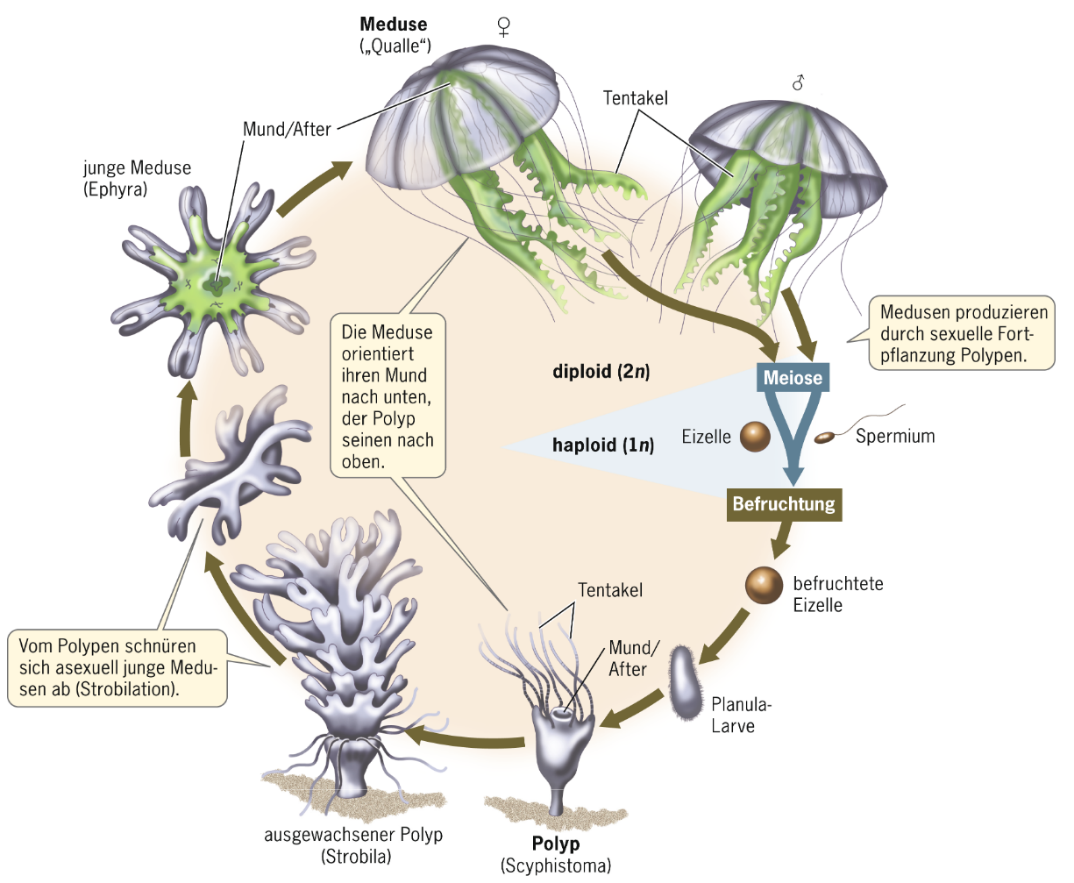 Meduse
(„Qualle“)
♀
♂
Tentakel
Mund/After
junge Meduse
(Ephyra)
Medusen produzieren
durch sexuelle Fort-
pflanzung Polypen.
Die Meduse
orientiert
ihren Mund
nach unten,
der Polyp
seinen nach
oben.
diploid (2n)
Meiose
haploid (1n)
Eizelle
Spermium
Befruchtung
befruchtete
Eizelle
Tentakel
Mund/
After
Planula-
Larve
Vom Polypen schnüren
sich asexuell junge Medu-
sen ab (Strobilation).
ausgewachsener Polyp
(Strobila)
Polyp
(Scyphistoma)